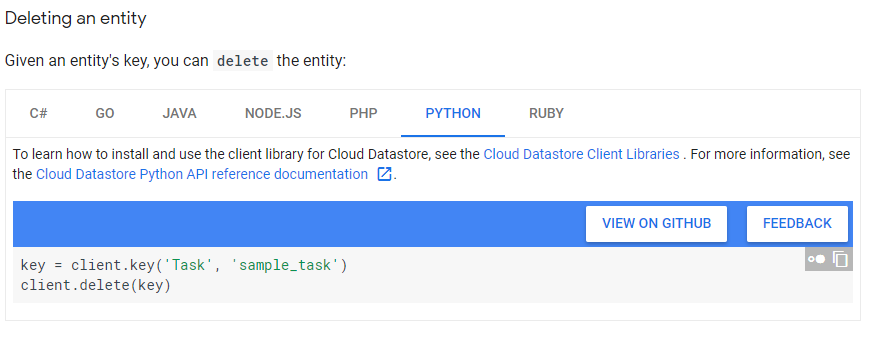 Deleting an entity
Given an entity's key, you can delete the entity:
C# GO JAVA NODE.JS PHP PYTHON RUBY
To learn how to install and use the client library for Cloud Datastore, see the Cloud Datastore Client Libraries . For more information, see
the Cloud Datastore Python API reference documentation .
VIEW ON GITHUB FEEDBACK
key = client.key('Task', 'sample_task')
client.delete(key)